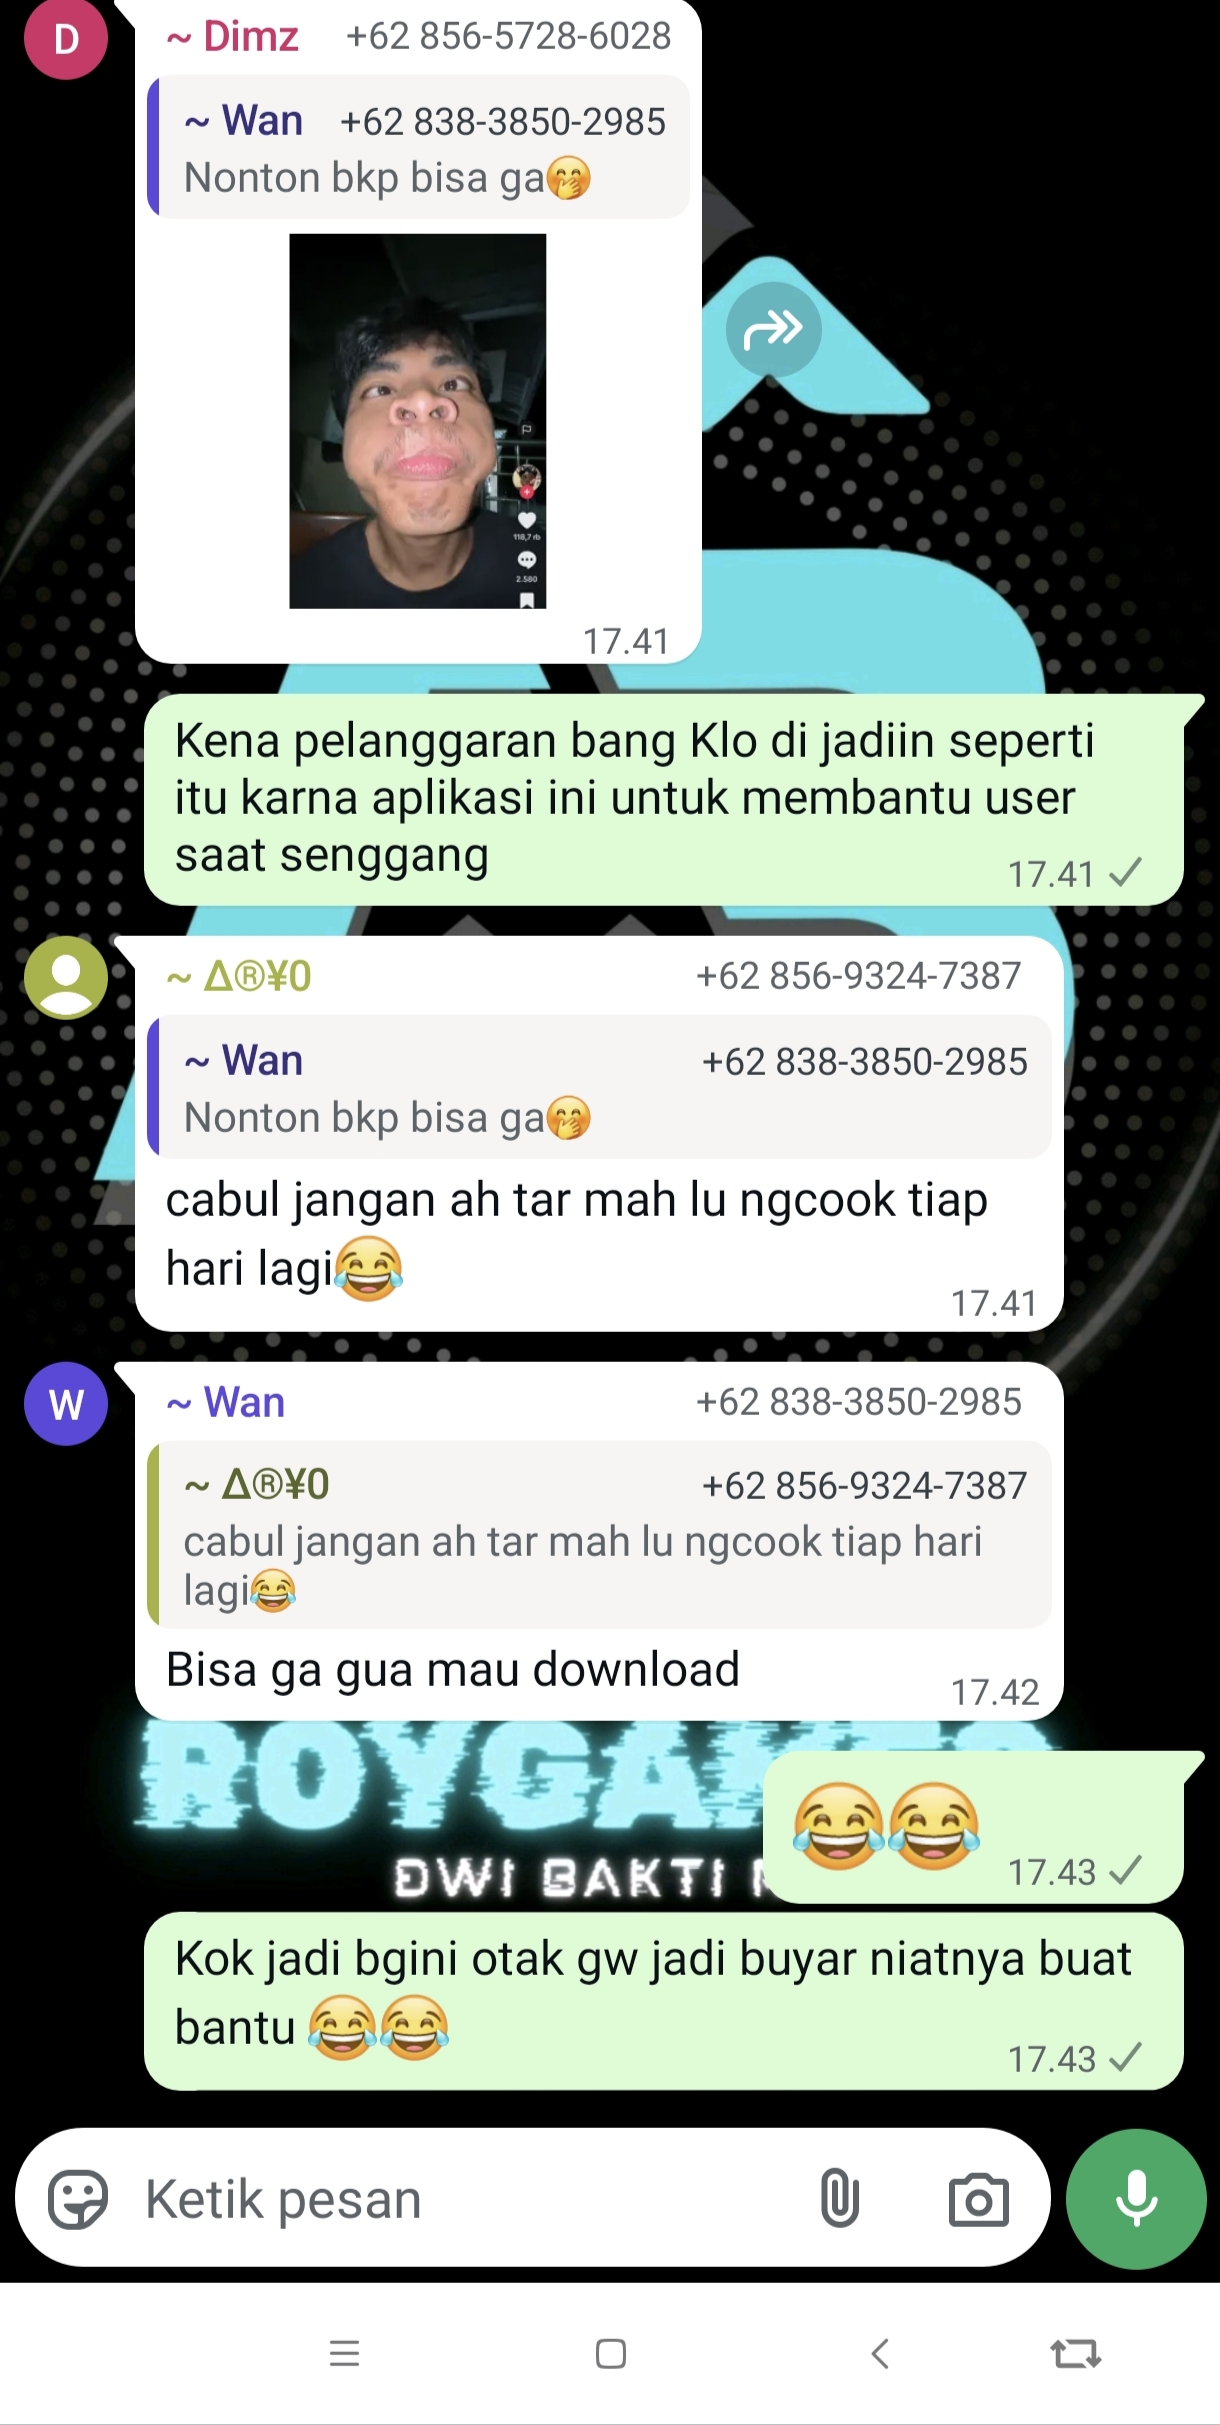 D
~ Dimz +62 856-5728-6028
~ Wan +62 838-3850-2985
Nonton bkp bisa ga🤭
118,7 rb
2.580
17.41
Kena pelanggaran bang Klo di jadiin seperti
itu karna aplikasi ini untuk membantu user
saat senggang
17.41
~ Δ®¥0 +62 856-9324-7387
~ Wan +62 838-3850-2985
Nonton bkp bisa ga🤭
cabul jangan ah tar mah lu ngcook tiap
hari lagi😂
17.41
W
~ Wan +62 838-3850-2985
~ Δ®¥0 +62 856-9324-7387
cabul jangan ah tar mah lu ngcook tiap hari
lagi😂
Bisa ga gua mau download
17.42
😂😂
17.43
DWI BAKTI
Kok jadi bgini otak gw jadi buyar niatnya buat
bantu 😂😂
17.43
Ketik pesan